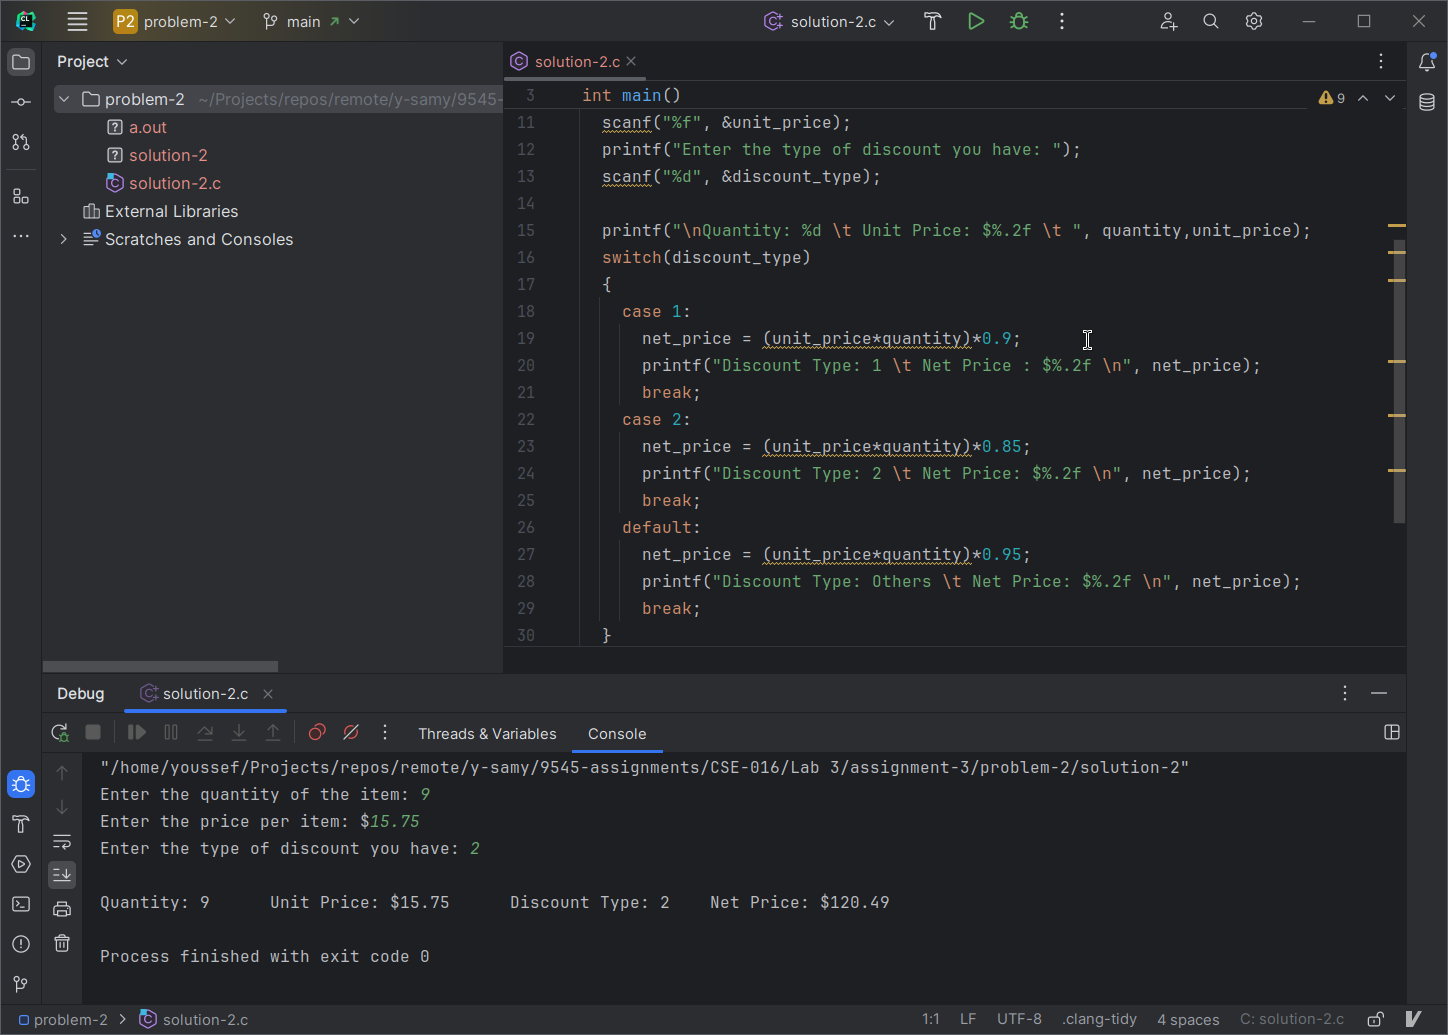 P2 problem-2 main solution-2.c
Project
problem-2 ~/Projects/repos/remote/y-samy/9545-
a.out
solution-2
solution-2.c
External Libraries
Scratches and Consoles
solution-2.c
3 int main()
9
11 scanf("%f", &unit_price);
12 printf("Enter the type of discount you have: ");
13 scanf("%d", &discount_type);
14
15 printf("\nQuantity: %d \t Unit Price: $%.2f \t ", quantity,unit_price);
16 switch(discount_type)
17 {
18 case 1:
19 net_price = (unit_price*quantity)*0.9;
20 printf("Discount Type: 1 \t Net Price : $%.2f \n", net_price);
21 break;
22 case 2:
23 net_price = (unit_price*quantity)*0.85;
24 printf("Discount Type: 2 \t Net Price: $%.2f \n", net_price);
25 break;
26 default:
27 net_price = (unit_price*quantity)*0.95;
28 printf("Discount Type: Others \t Net Price: $%.2f \n", net_price);
29 break;
30 }
Debug solution-2.c
Threads & Variables Console
"/home/youssef/Projects/repos/remote/y-samy/9545-assignments/CSE-016/Lab 3/assignment-3/problem-2/solution-2"
Enter the quantity of the item: 9
Enter the price per item: $15.75
Enter the type of discount you have: 2
Quantity: 9 Unit Price: $15.75 Discount Type: 2 Net Price: $120.49
Process finished with exit code 0
problem-2 > solution-2.c 1:1 LF UTF-8 .clang-tidy 4 spaces C: solution-2.c